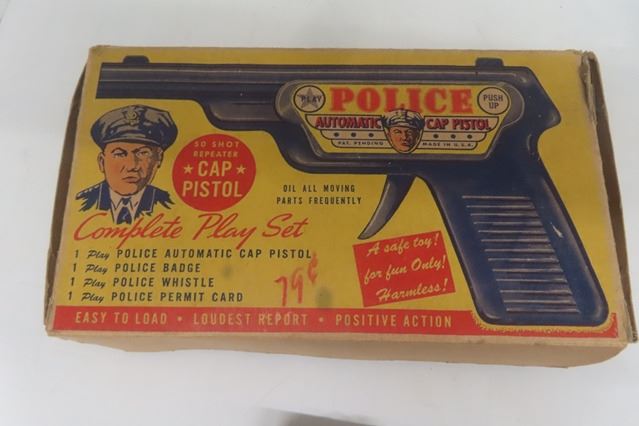 PLAY
POLICE
PUSH UP
AUTOMATIC CAP PISTOL
PAT. PENDING MADE IN U.S.A.
50 SHOT
REPEATER
CAP
PISTOL
OIL ALL MOVING
PARTS FREQUENTLY
Complete Play Set
1 Play POLICE AUTOMATIC CAP PISTOL
1 Play POLICE BADGE
1 Play POLICE WHISTLE
1 Play POLICE PERMIT CARD
79¢
A safe toy!
for fun Only!
Harmless!
EASY TO LOAD • LOUDEST REPORT • POSITIVE ACTION